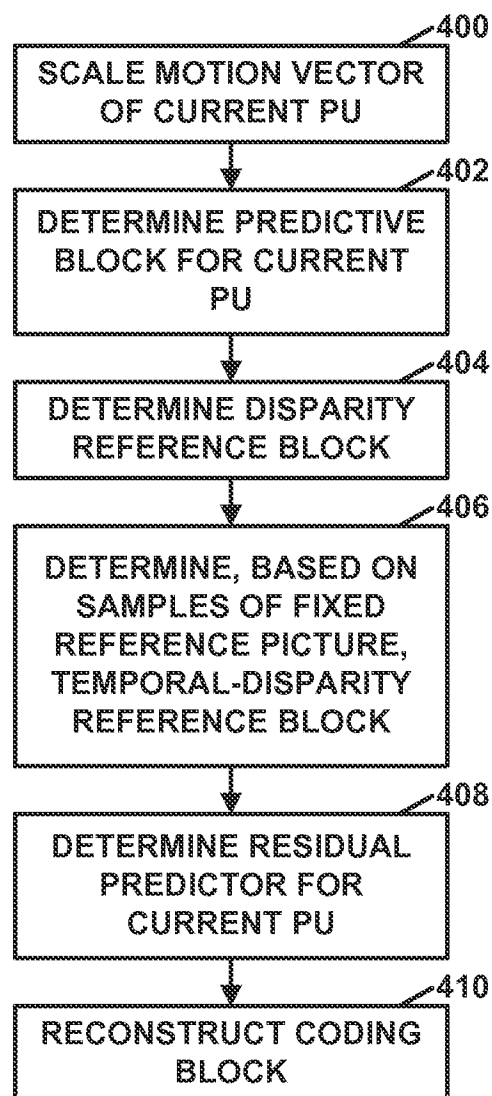 400
SCALE MOTION VECTOR
OF CURRENT PU
402
DETERMINE PREDICTIVE
BLOCK FOR CURRENT
PU
404
DETERMINE DISPARITY
REFERENCE BLOCK
406
DETERMINE, BASED ON
SAMPLES OF FIXED
REFERENCE PICTURE,
TEMPORAL-DISPARITY
REFERENCE BLOCK
408
DETERMINE RESIDUAL
PREDICTOR FOR
CURRENT PU
410
RECONSTRUCT CODING
BLOCK